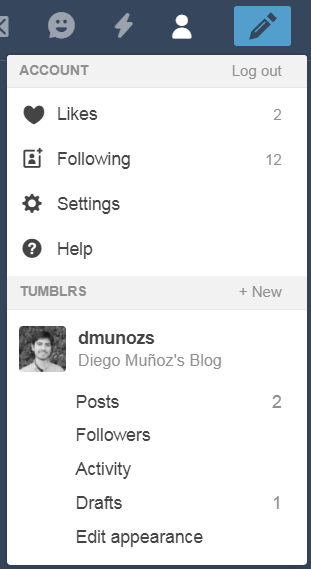 ACCOUNT Log out
Likes 2
Following 12
Settings
Help
TUMBLRS + New
dmunozs
Diego Muñoz's Blog
Posts 2
Followers
Activity
Drafts 1
Edit appearance